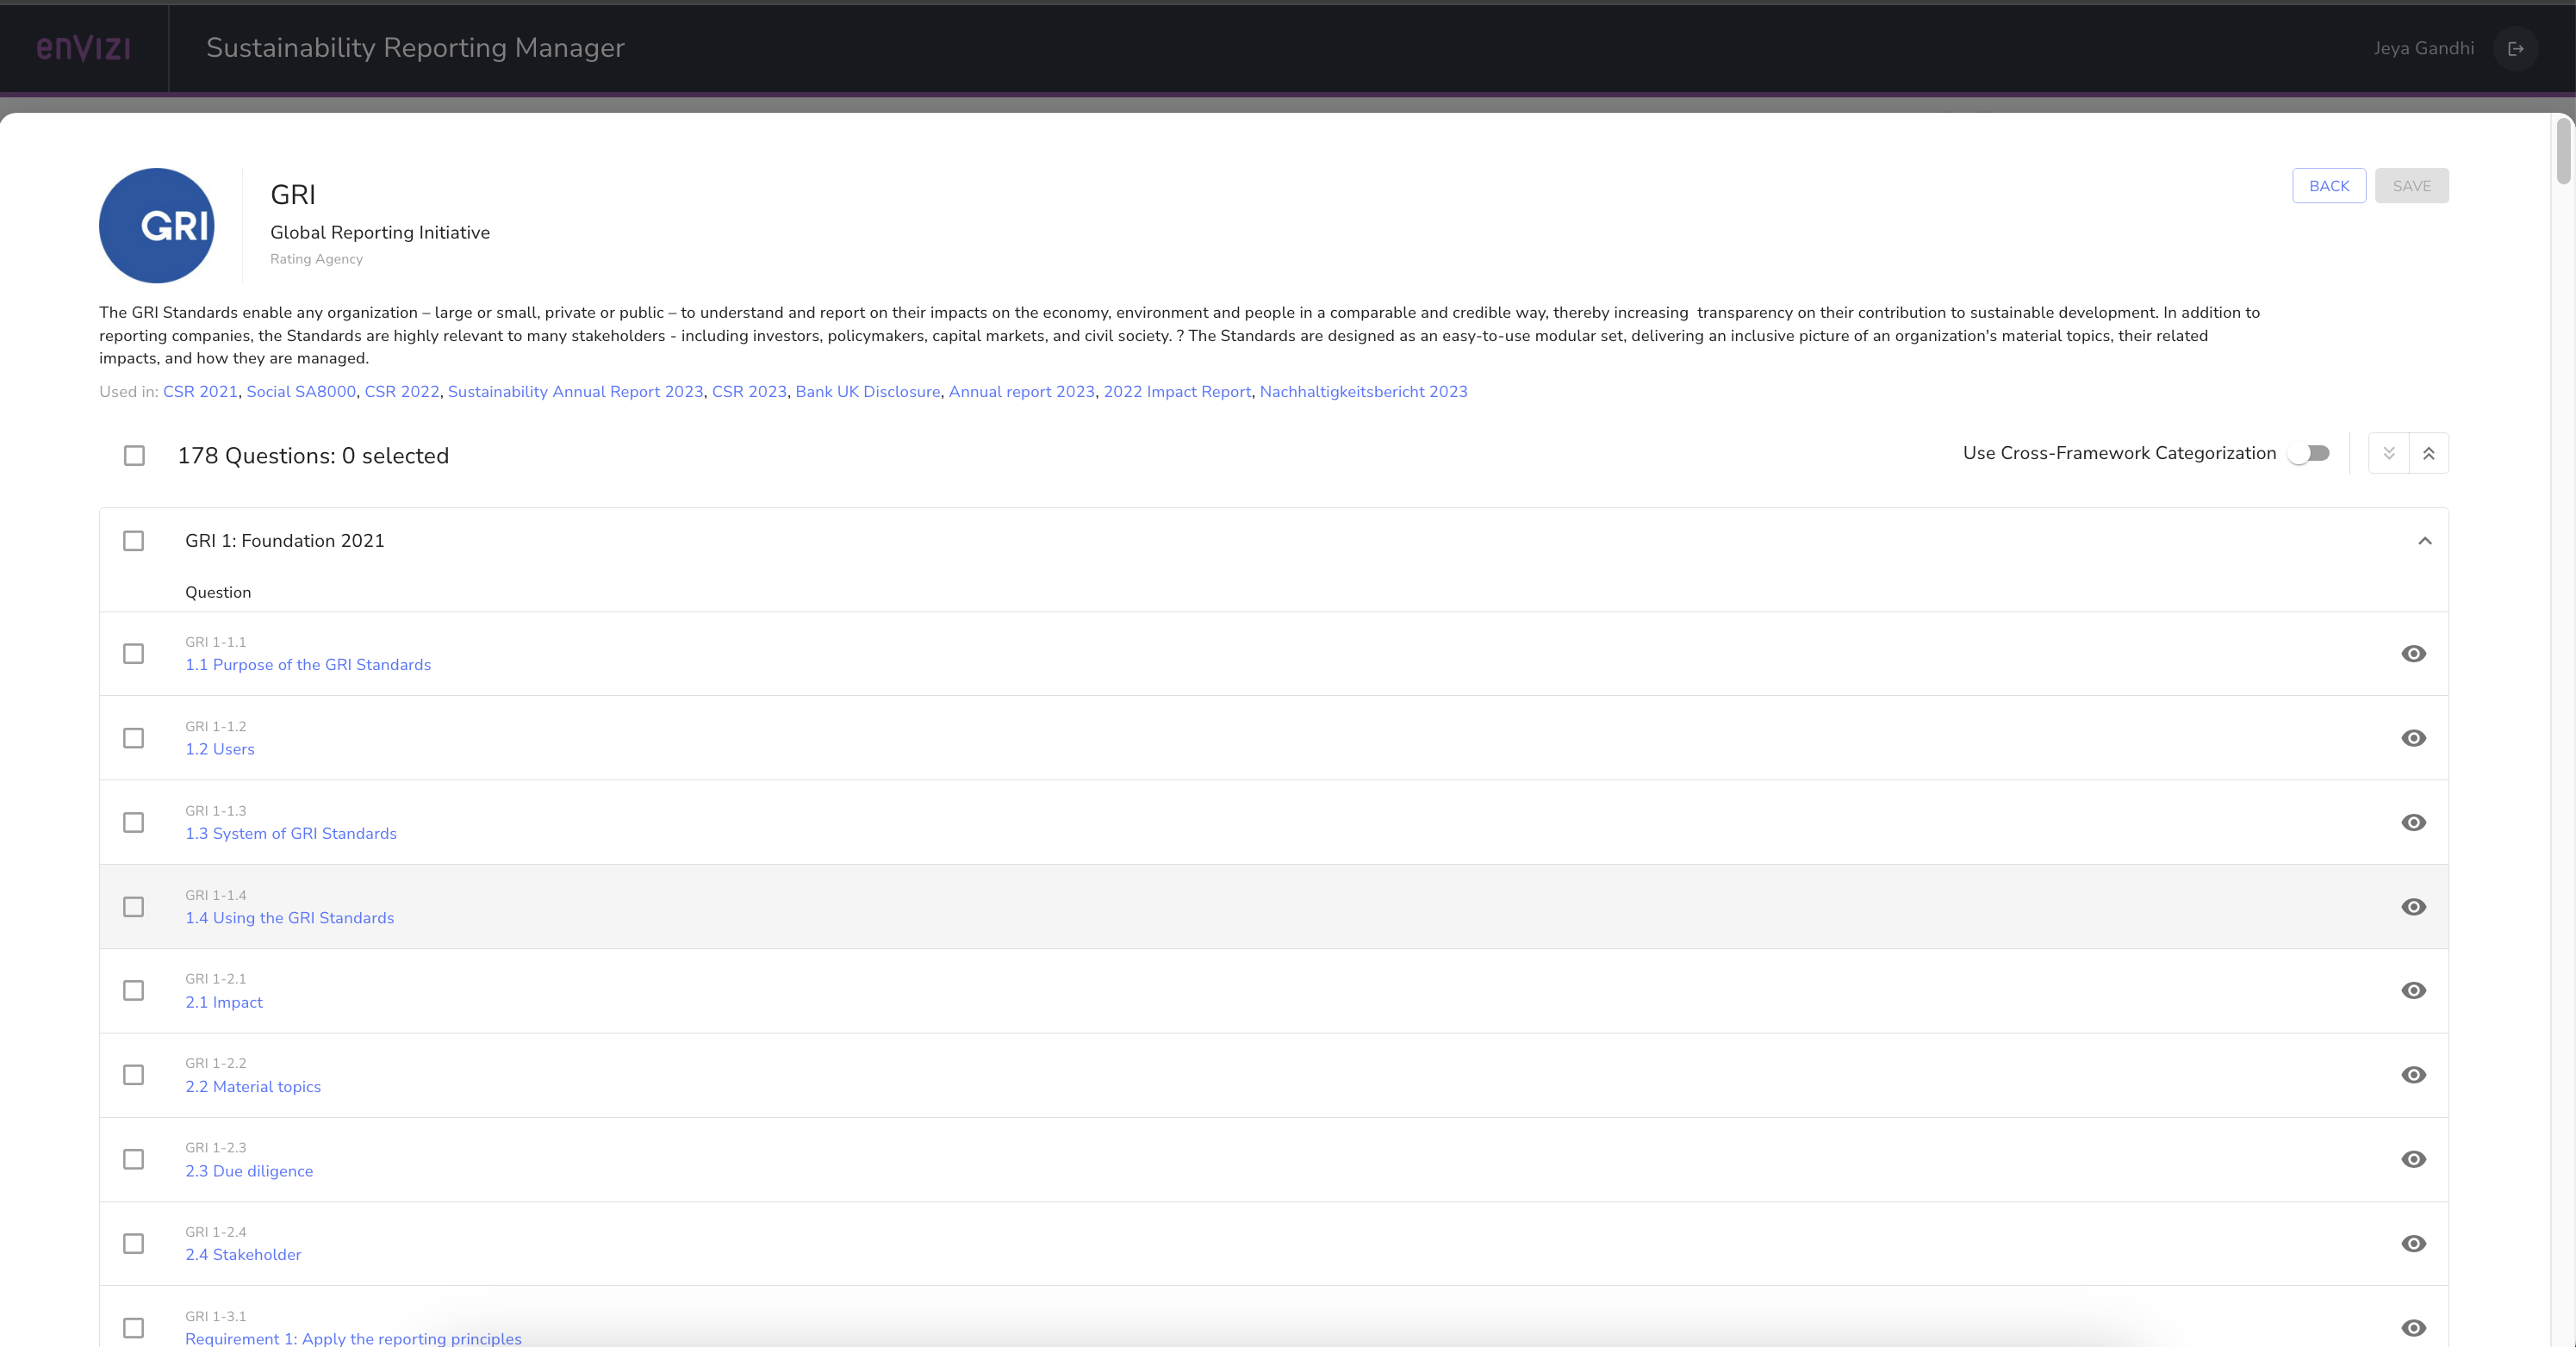 enVIZI
Sustainability Reporting Manager
Jeya Gandhi
GRI
GRI
Global Reporting Initiative
Rating Agency
BACK
SAVE
The GRI Standards enable any organization – large or small, private or public – to understand and report on their impacts on the economy, environment and people in a comparable and credible way, thereby increasing  transparency on their contribution to sustainable development. In addition to
reporting companies, the Standards are highly relevant to many stakeholders - including investors, policymakers, capital markets, and civil society. ? The Standards are designed as an easy-to-use modular set, delivering an inclusive picture of an organization's material topics, their related
impacts, and how they are managed.
Used in: CSR 2021, Social SA8000, CSR 2022, Sustainability Annual Report 2023, CSR 2023, Bank UK Disclosure, Annual report 2023, 2022 Impact Report, Nachhaltigkeitsbericht 2023
178 Questions: 0 selected
Use Cross-Framework Categorization
GRI 1: Foundation 2021
Question
GRI 1-1.1
1.1 Purpose of the GRI Standards
GRI 1-1.2
1.2 Users
GRI 1-1.3
1.3 System of GRI Standards
GRI 1-1.4
1.4 Using the GRI Standards
GRI 1-2.1
2.1 Impact
GRI 1-2.2
2.2 Material topics
GRI 1-2.3
2.3 Due diligence
GRI 1-2.4
2.4 Stakeholder
GRI 1-3.1
Requirement 1: Apply the reporting principles